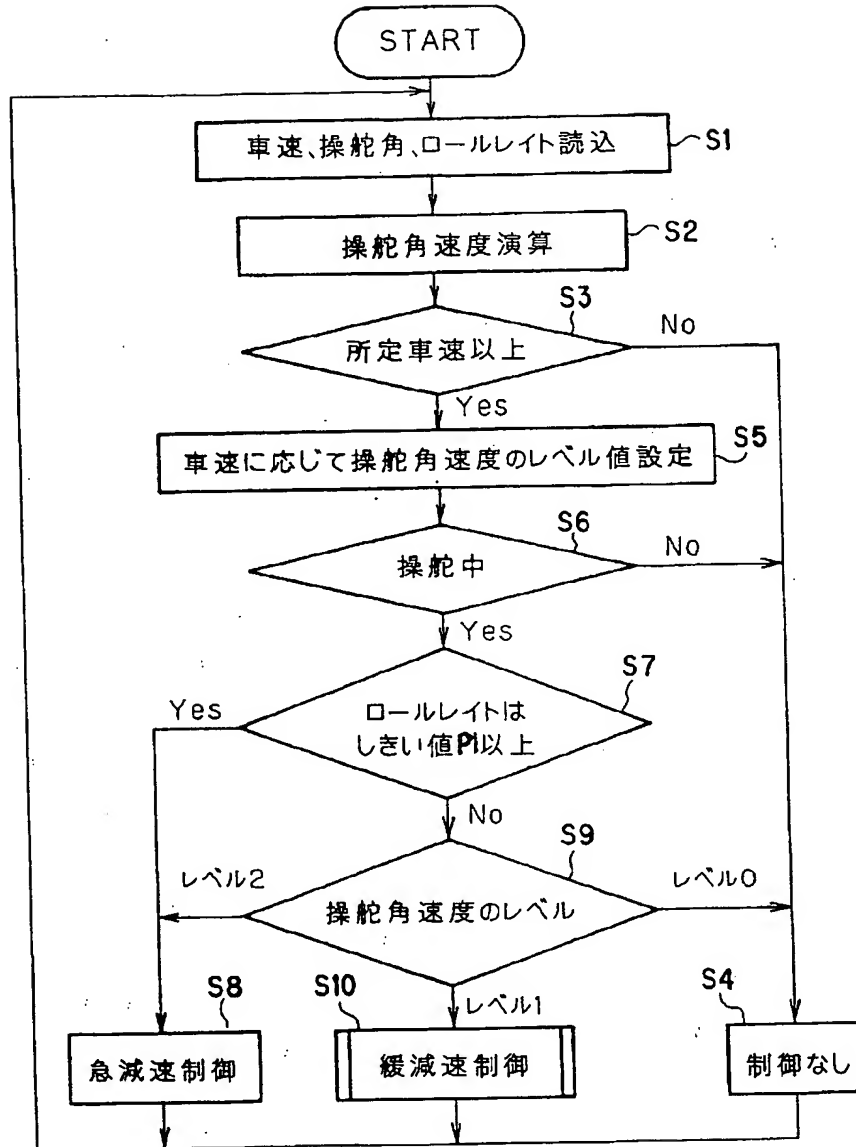 START
車速、操舵角、ロールレイト読込
S1
操舵角速度演算
S2
S3
所定車速以上
No
Yes
車速に応じて操舵角速度のレベル値設定
S5
S6
操舵中
No
Yes
S7
Yes
ロールレイトは
しきい値P1以上
No
S9
レベル2
操舵角速度のレベル
レベル0
レベル1
S8
急減速制御
S10
緩減速制御
S4
制御なし